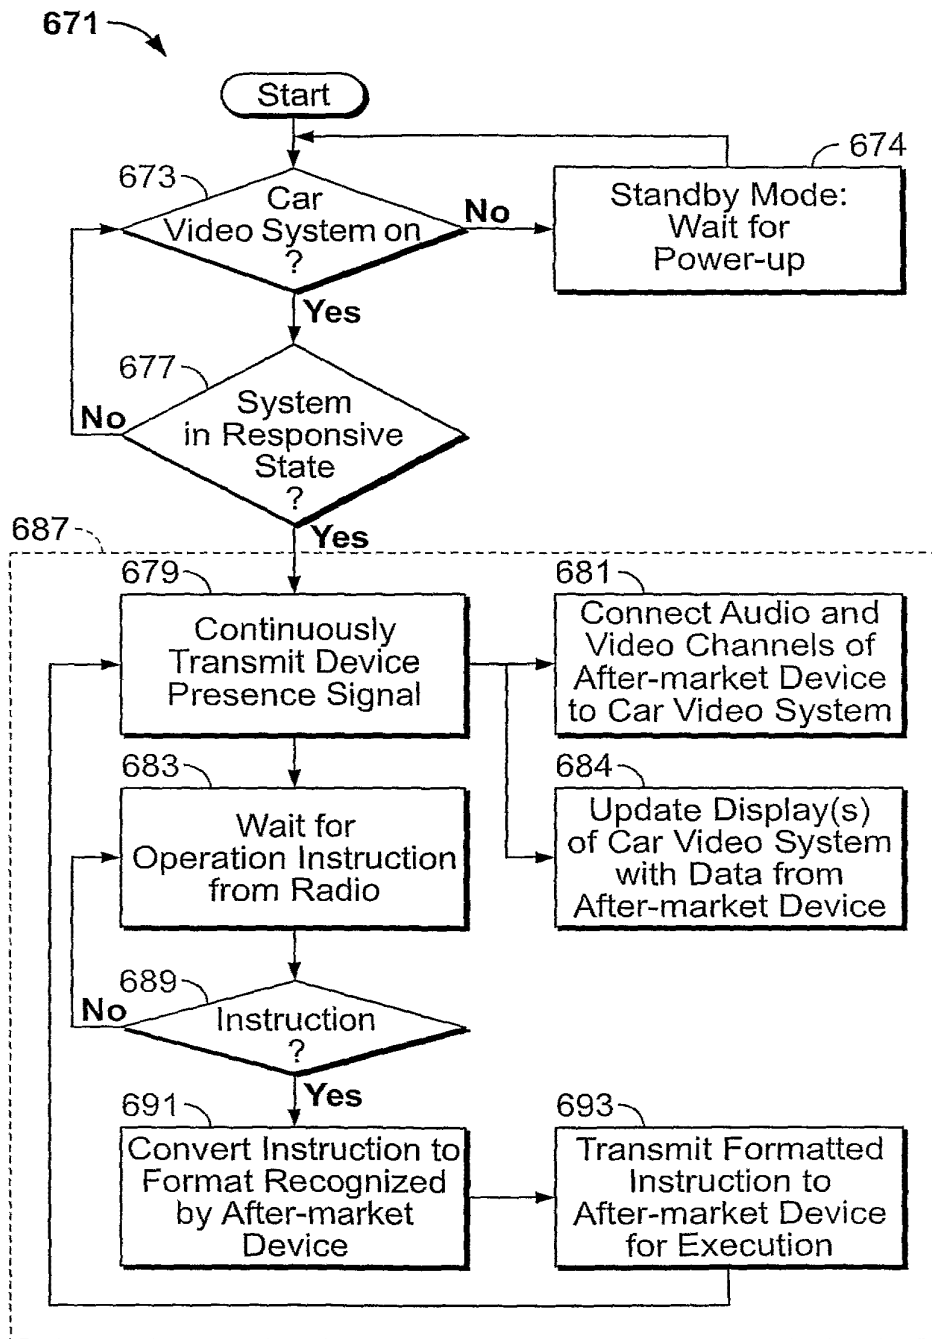 671
Start
674
673
Car
Video System on
?
No
Standby Mode:
Wait for
Power-up
Yes
677
System
in Responsive
State
?
No
Yes
687
679
Continuously
Transmit Device
Presence Signal
681
Connect Audio and
Video Channels of
After-market Device
to Car Video System
683
Wait for
Operation Instruction
from Radio
684
Update Display(s)
of Car Video System
with Data from
After-market Device
689
No
Instruction
?
Yes
691
Convert Instruction to
Format Recognized
by After-market
Device
693
Transmit Formatted
Instruction to
After-market Device
for Execution